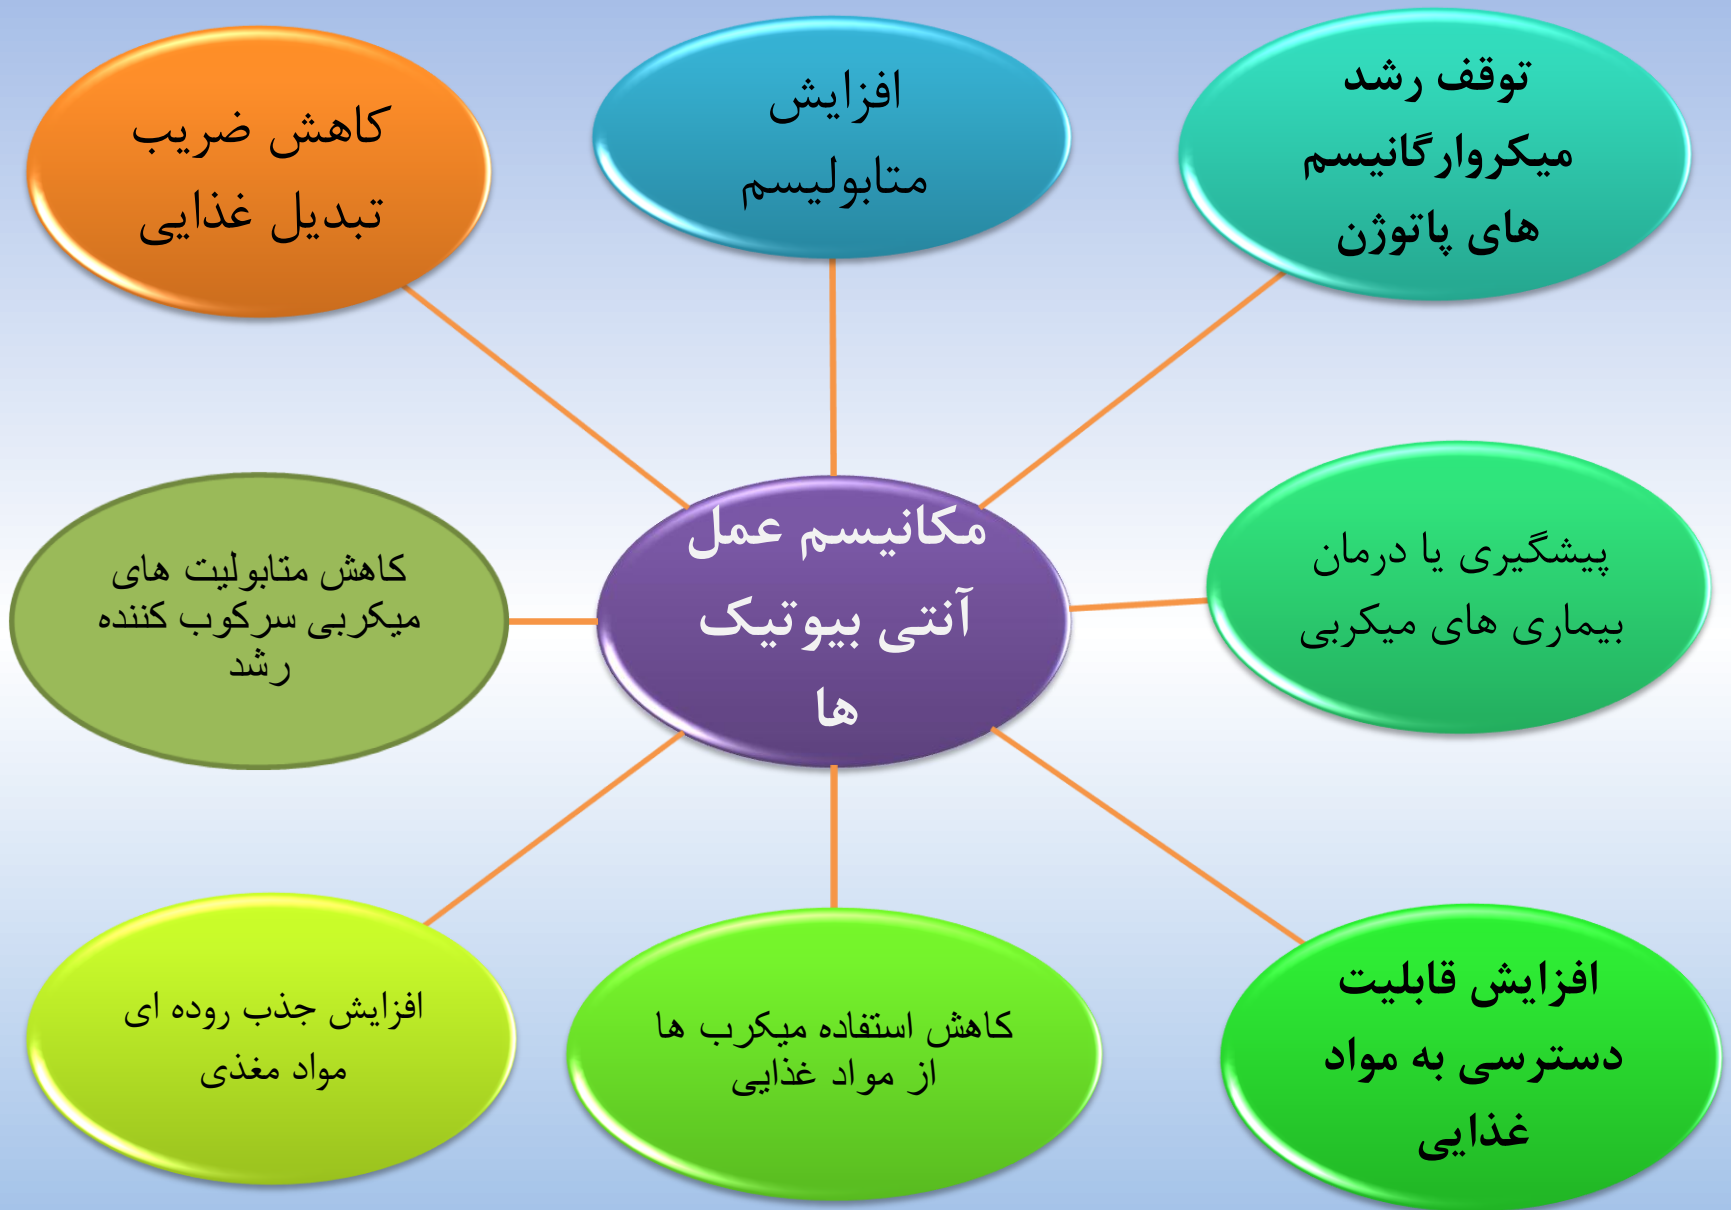 توقف رشد
میکروارگانیسم
های پاتوژن
افزایش
متابولیسم
کاهش ضریب
تبدیل غذایی
پیشگیری یا درمان
بیماری های میکربی
مکانیسم عمل
آنتی بیوتیک
ها
کاهش متابولیت های
میکربی سرکوب کننده
رشد
افزایش قابلیت
دسترسی به مواد
غذایی
کاهش استفاده میکرب ها
از مواد غذایی
افزایش جذب روده ای
مواد مغذی